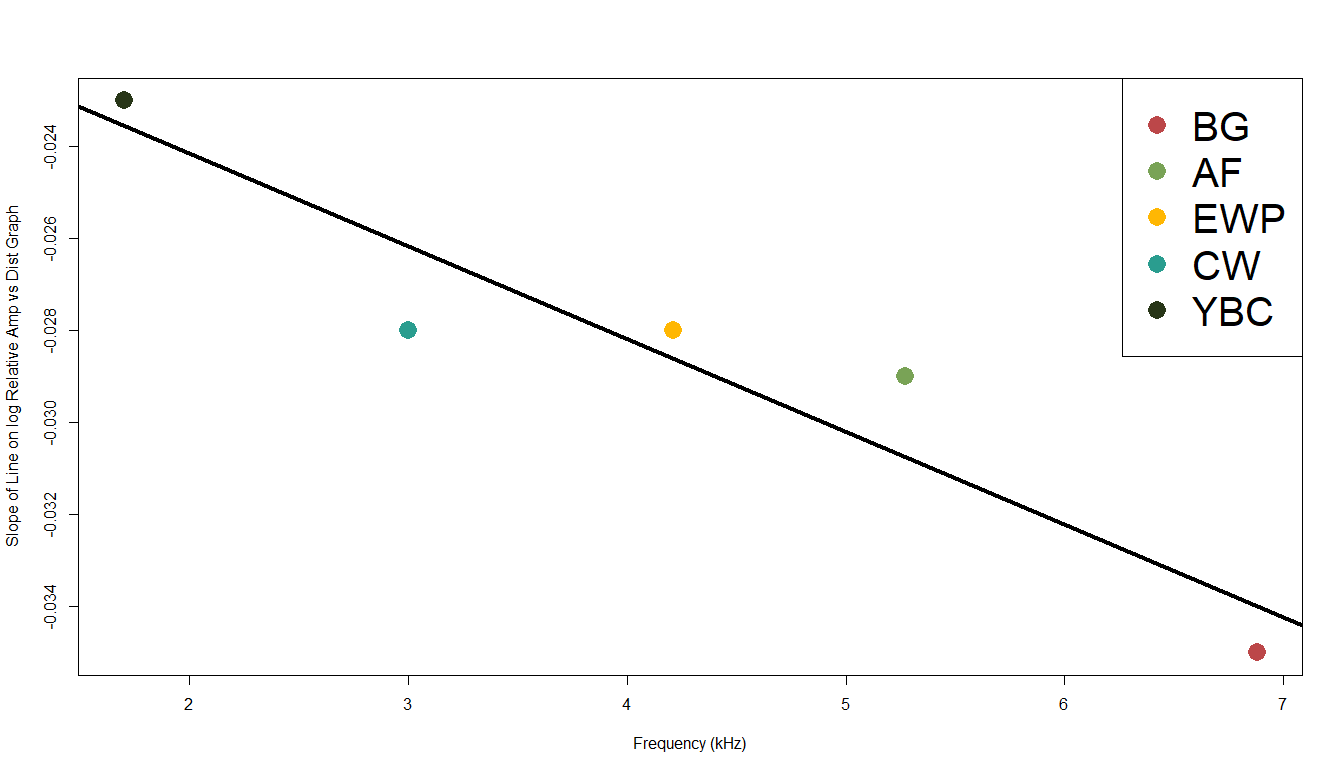 BG
AF
EWP
CW
YBC
Slope of Line on log Relative Amp vs Dist Graph
-0.024
-0.026
-0.028
-0.030
-0.032
-0.034
2 3 4 5 6 7
Frequency (kHz)